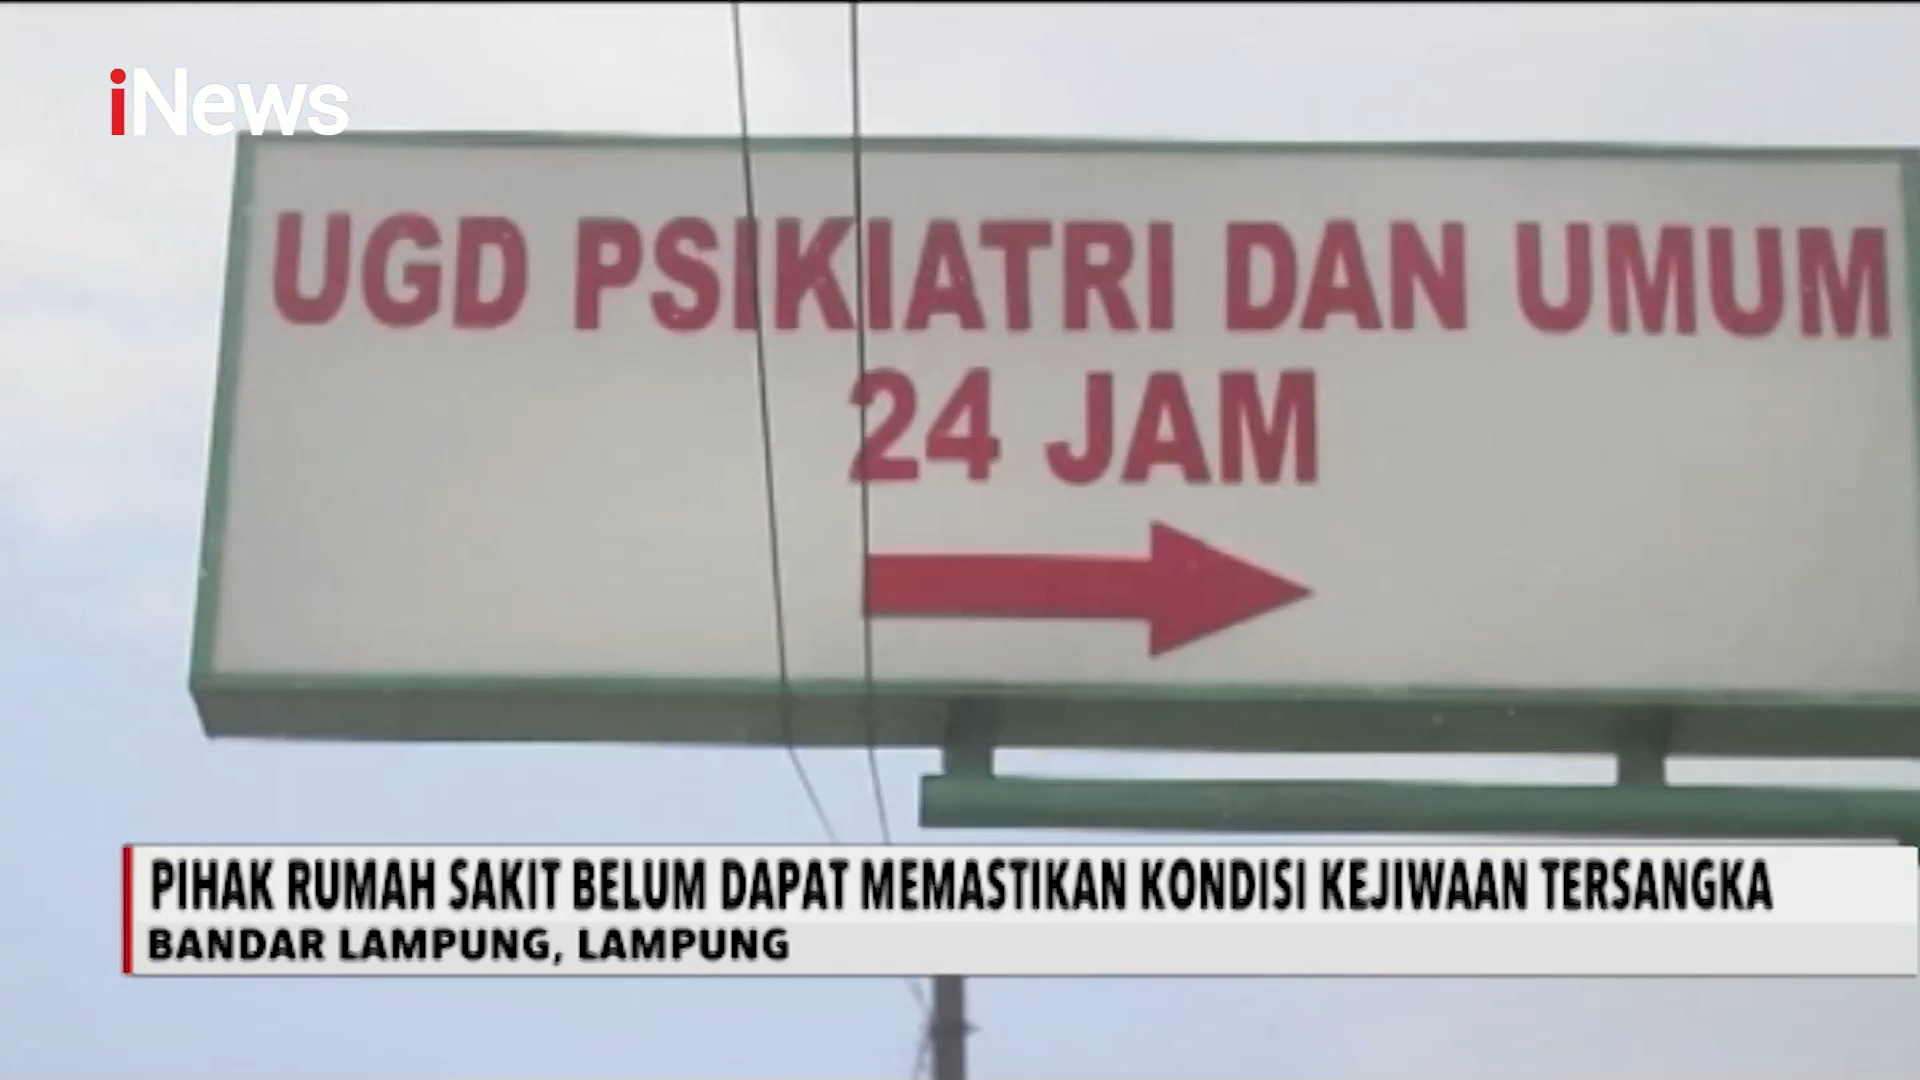 iNews
UGD PSIKIATRI DAN UMUM
24 JAM
PIHAK RUMAH SAKIT BELUM DAPAT MEMASTIKAN KONDISI KEJIWAAN TERSANGKA
BANDAR LAMPUNG, LAMPUNG